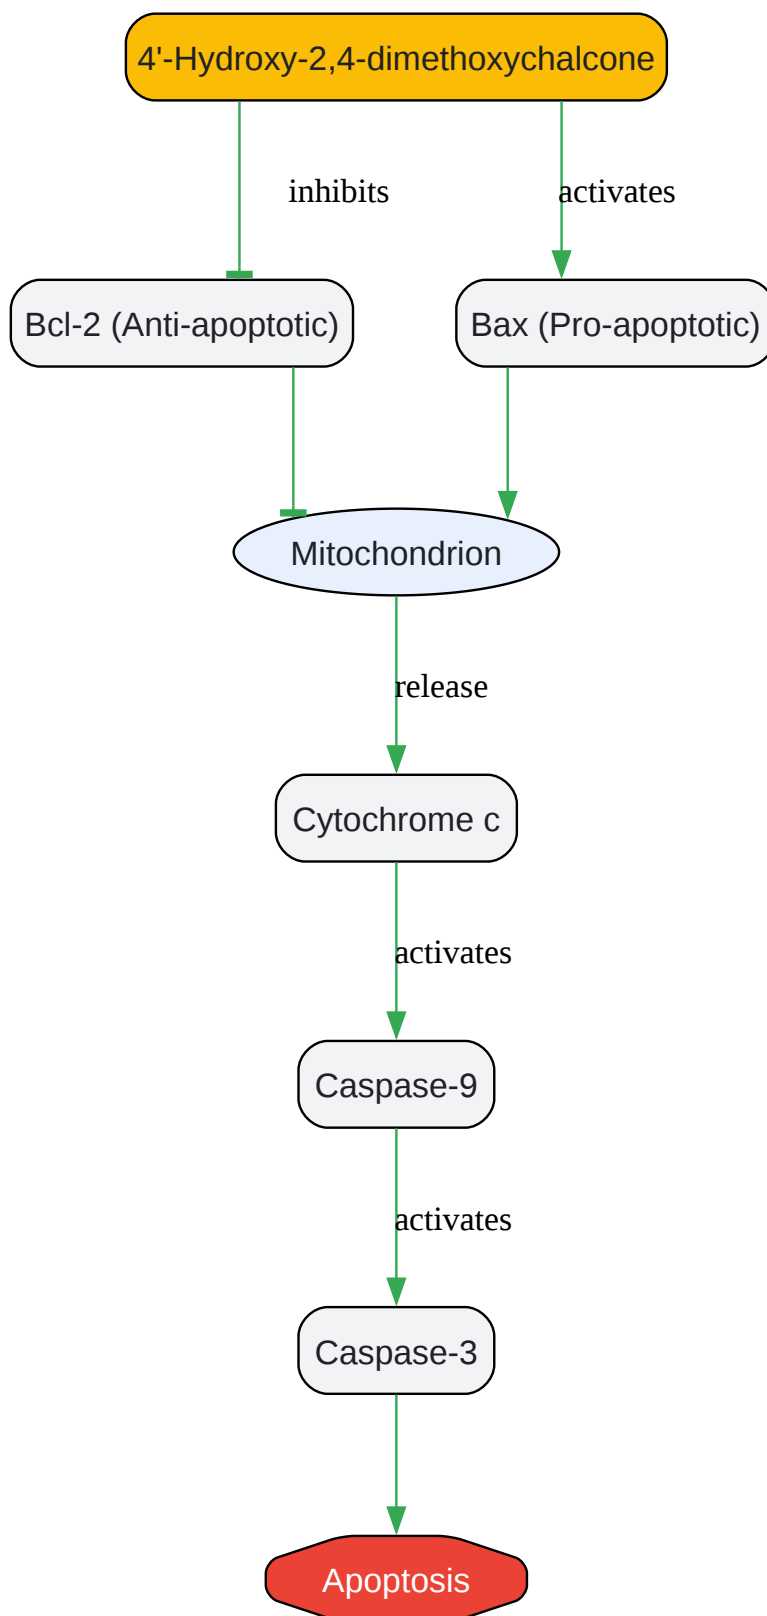 4'-Hydroxy-2,4-dimethoxychalcone
inhibits
activates
Bcl-2 (Anti-apoptotic)
Bax (Pro-apoptotic)
Mitochondrion
release
Cytochrome c
activates
Caspase-9
activates
Caspase-3
Apoptosis